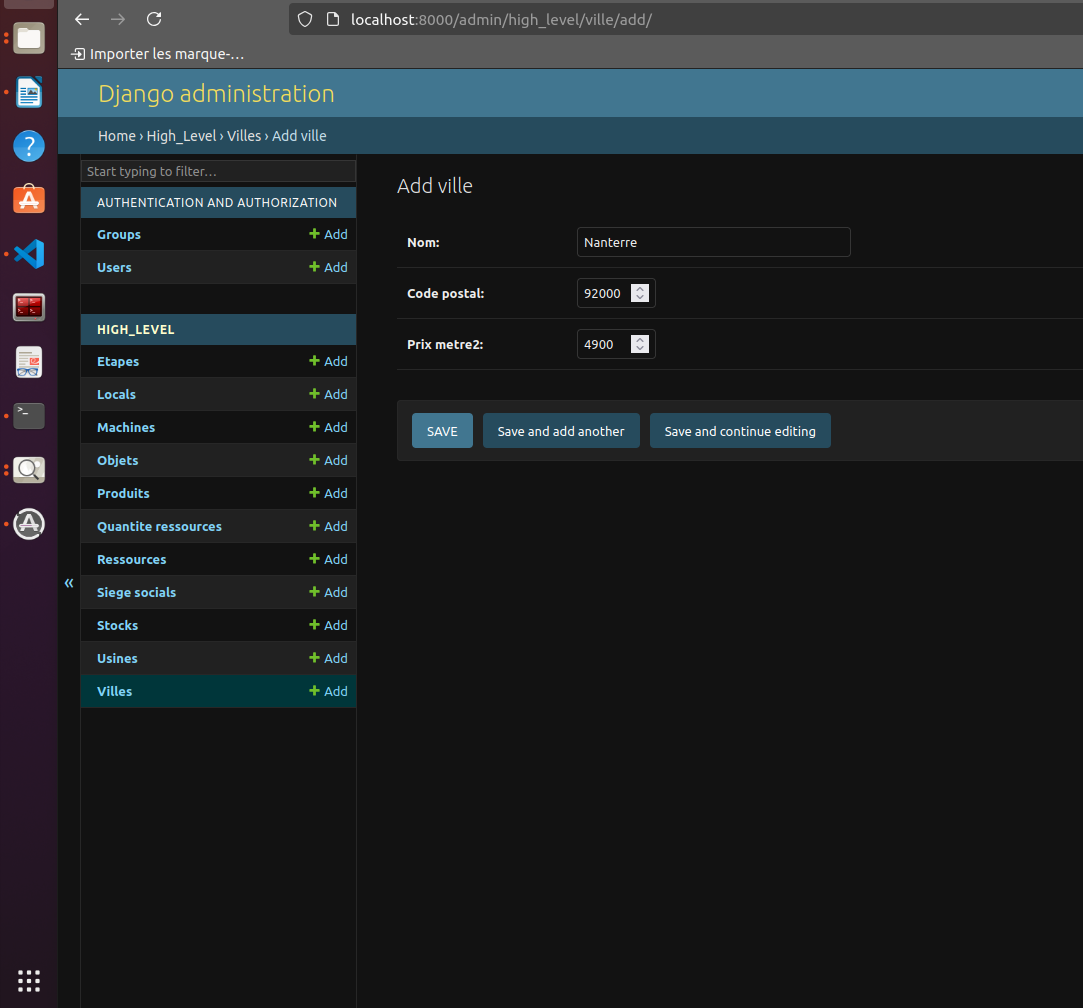 localhost:8000/admin/high_level/ville/add/
Importer les marque-…
Django administration
Home › High_Level › Villes › Add ville
Start typing to filter…
AUTHENTICATION AND AUTHORIZATION
Groups + Add
Users + Add
HIGH_LEVEL
Etapes + Add
Locals + Add
Machines + Add
Objets + Add
Produits + Add
Quantite ressources + Add
Ressources + Add
Siege socials + Add
Stocks + Add
Usines + Add
Villes + Add
«
Add ville
Nom: Nanterre
Code postal: 92000
Prix metre2: 4900
SAVE Save and add another Save and continue editing